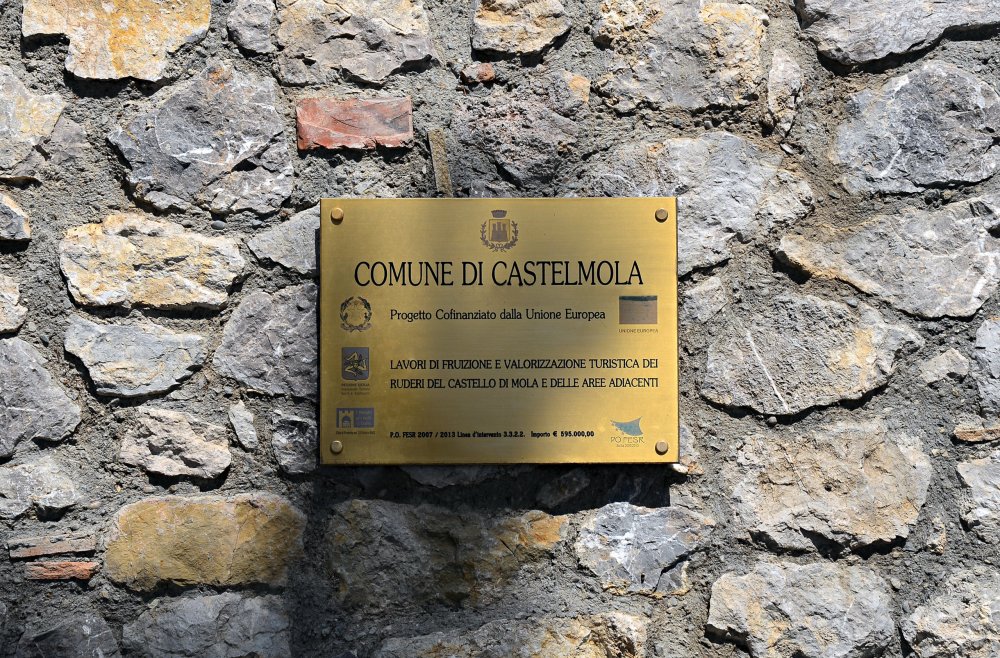 COMUNE DI CASTELMOLA
Progetto Cofinanziato dalla Unione Europea
UNIONE EUROPEA
LAVORI DI FRUIZIONE E VALORIZZAZIONE TURISTICA DEI
RUDERI DEL CASTELLO DI MOLA E DELLE AREE ADIACENTI
REGIONE SICILIA
P.O. FESR 2007 / 2013 Linea d'intervento 3.3.2.2. Importo € 595.000,00
PO FESR